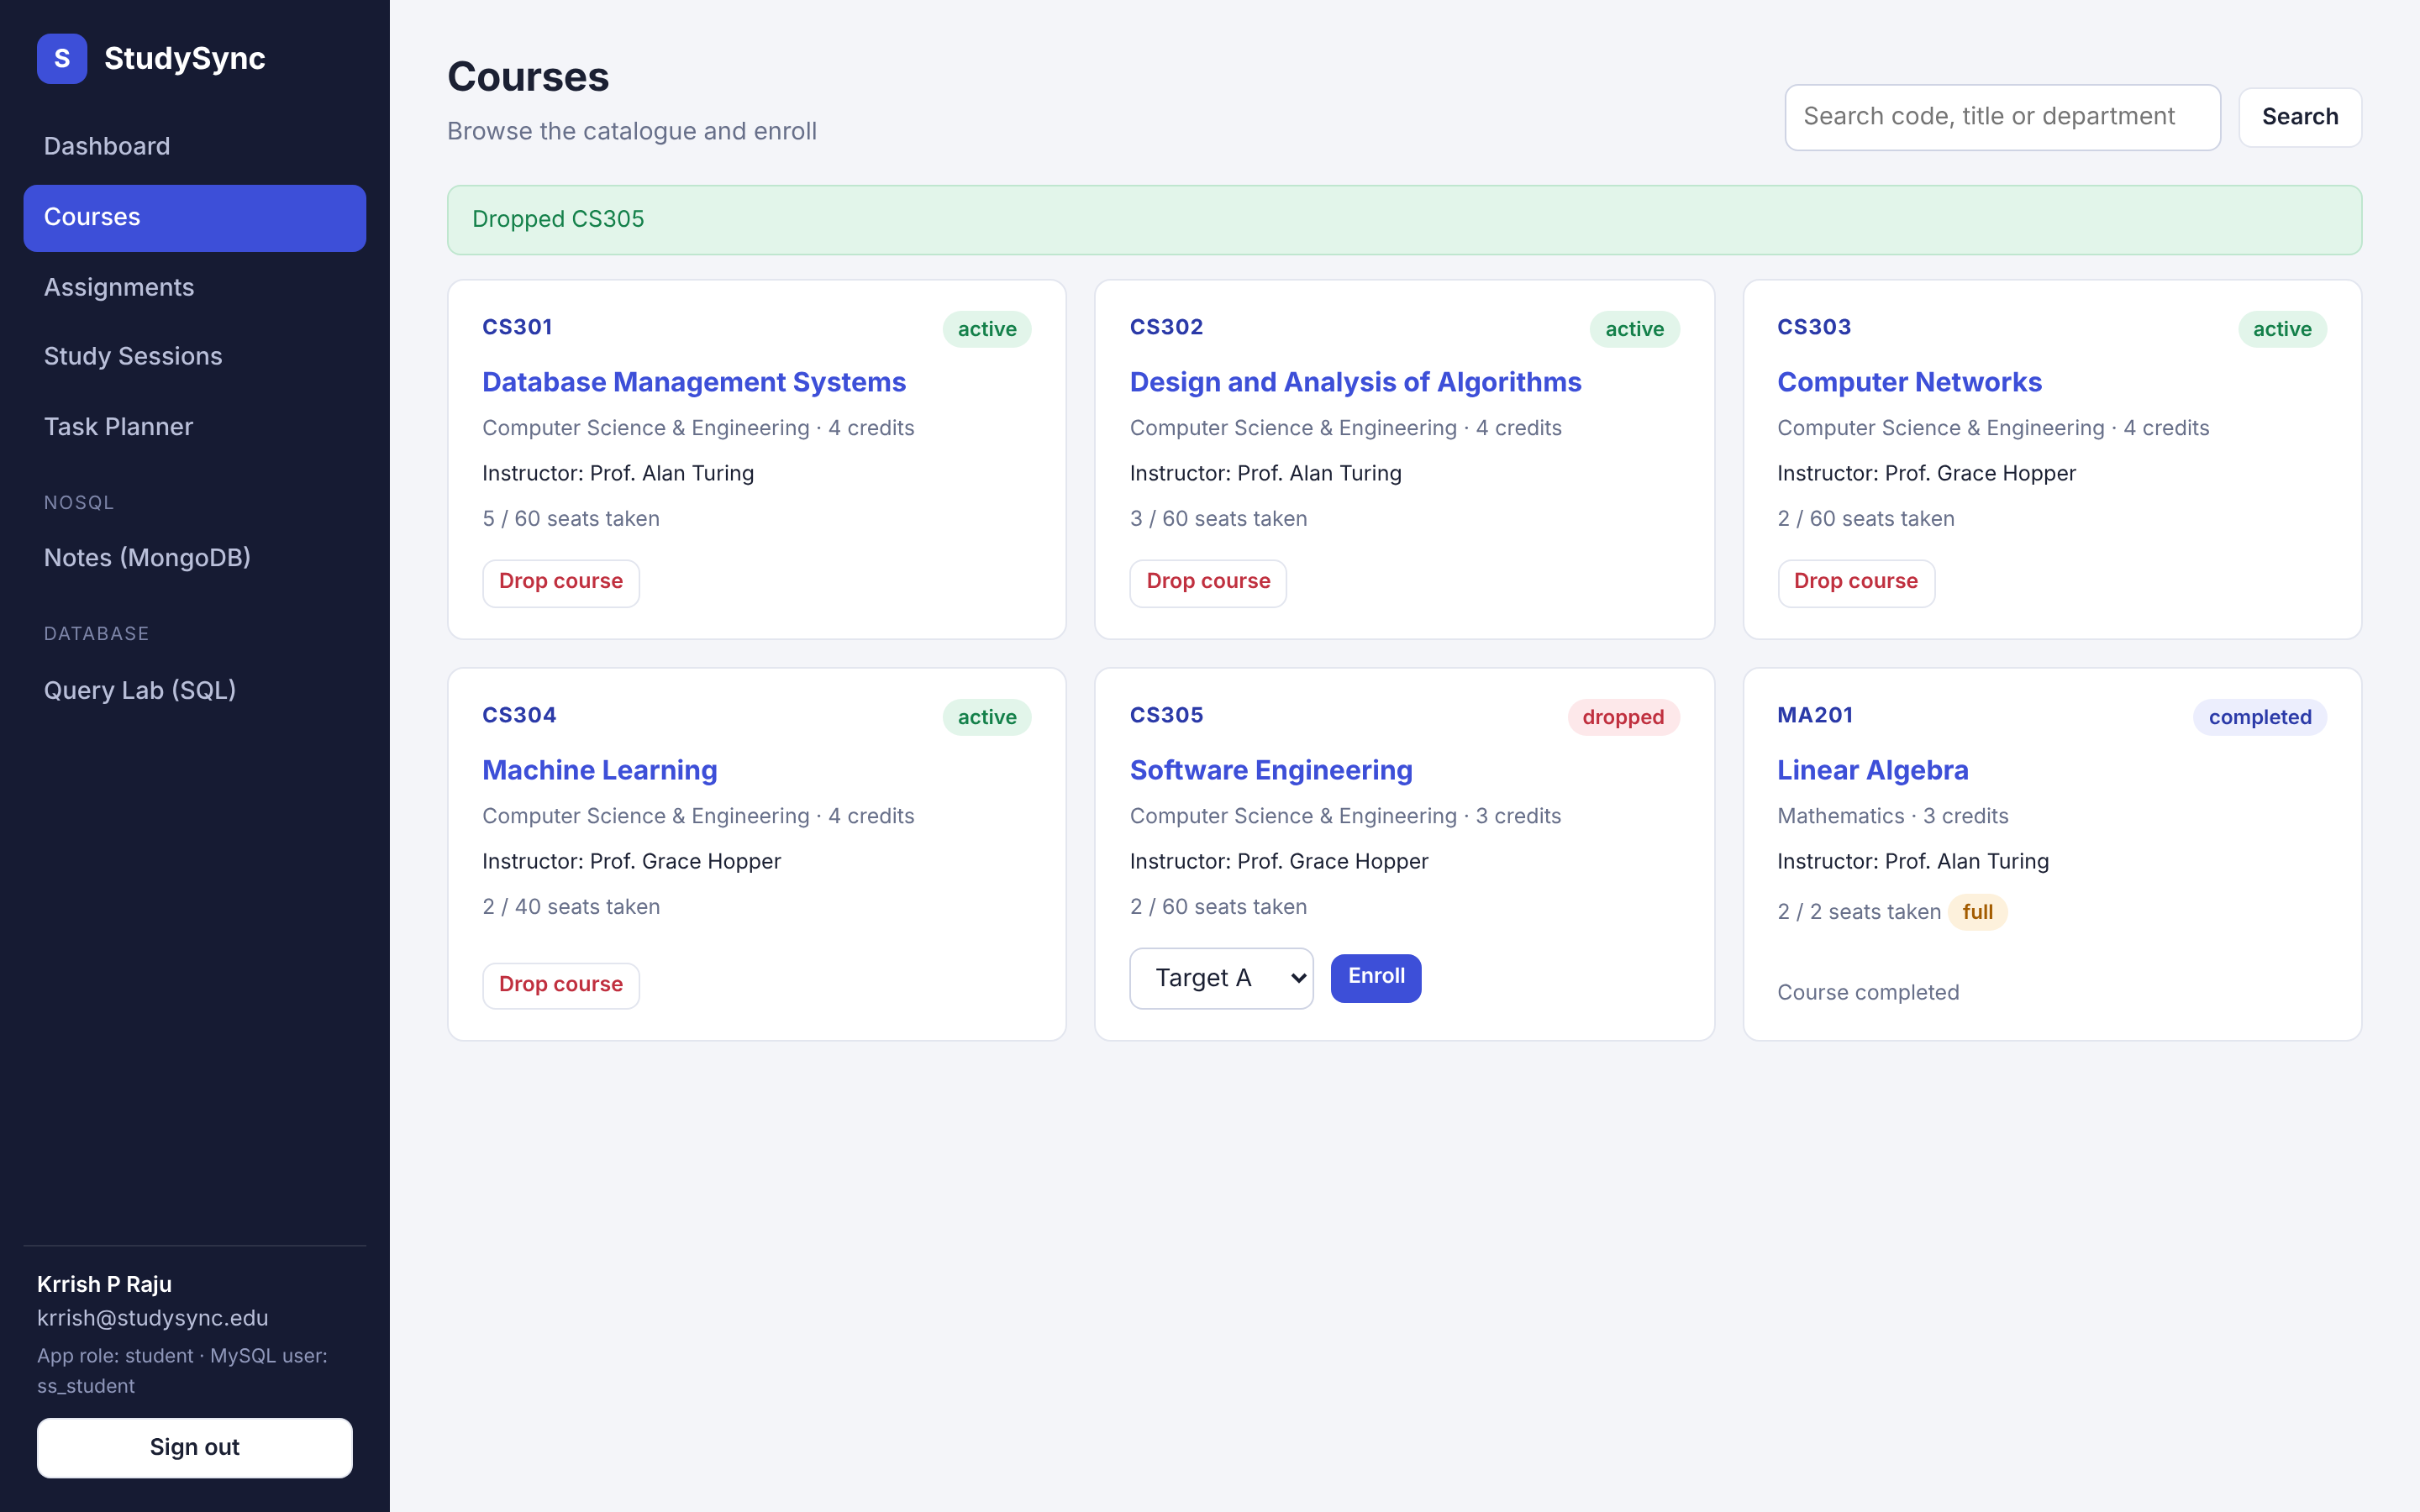 S StudySync
Dashboard
Courses
Assignments
Study Sessions
Task Planner
NOSQL
Notes (MongoDB)
DATABASE
Query Lab (SQL)
Krrish P Raju
krrish@studysync.edu
App role: student · MySQL user:
ss_student
Sign out
Courses
Browse the catalogue and enroll
Search code, title or department Search
Dropped CS305
CS301 active
Database Management Systems
Computer Science & Engineering · 4 credits
Instructor: Prof. Alan Turing
5 / 60 seats taken
Drop course
CS302 active
Design and Analysis of Algorithms
Computer Science & Engineering · 4 credits
Instructor: Prof. Alan Turing
3 / 60 seats taken
Drop course
CS303 active
Computer Networks
Computer Science & Engineering · 4 credits
Instructor: Prof. Grace Hopper
2 / 60 seats taken
Drop course
CS304 active
Machine Learning
Computer Science & Engineering · 4 credits
Instructor: Prof. Grace Hopper
2 / 40 seats taken
Drop course
CS305 dropped
Software Engineering
Computer Science & Engineering · 3 credits
Instructor: Prof. Grace Hopper
2 / 60 seats taken
Target A Enroll
MA201 completed
Linear Algebra
Mathematics · 3 credits
Instructor: Prof. Alan Turing
2 / 2 seats taken full
Course completed